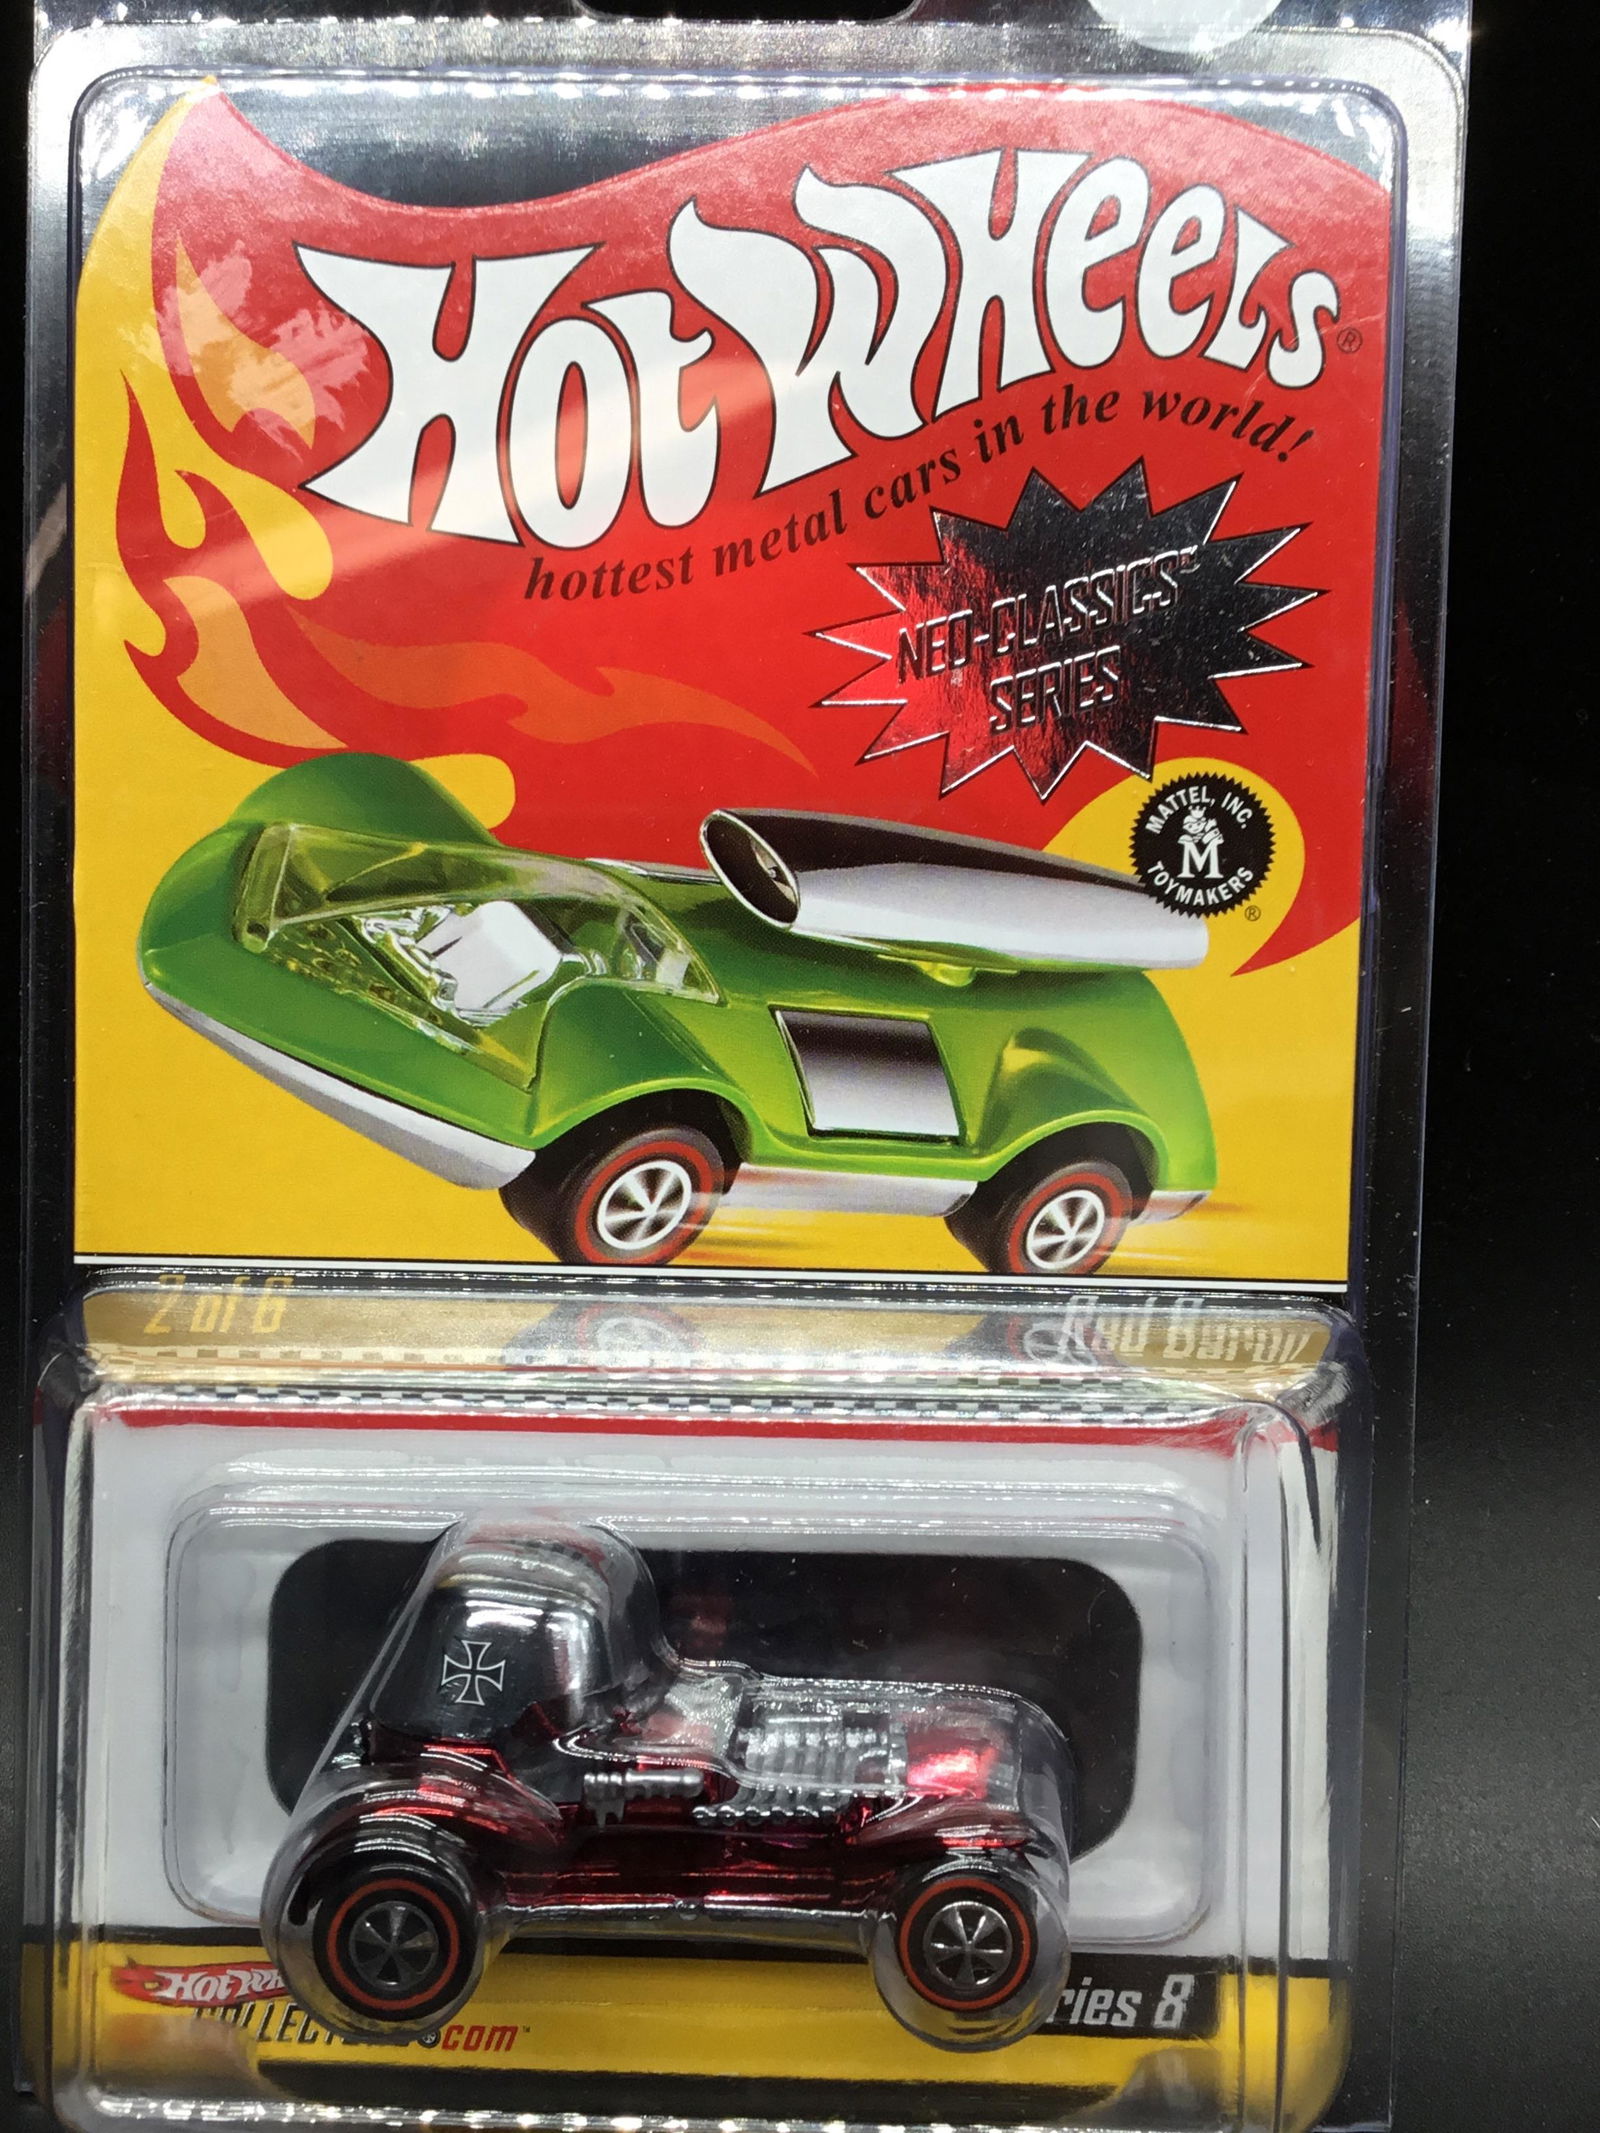 Hot Wheels®
hottest metal cars in the world!
NEO-CLASSICS™
SERIES
MATTEL, INC.
M
TOYMAKERS
®
2 of 6
Red Baron
Series 8
.com™